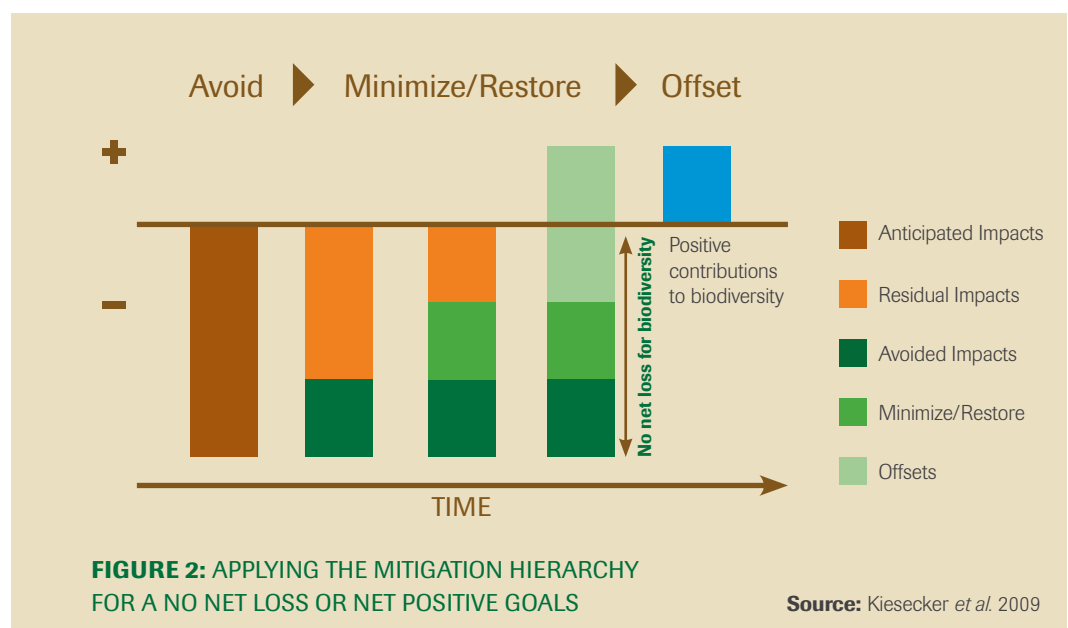 Avoid Minimize/Restore Offset
+
−
No net loss for biodiversity
Positive
contributions
to biodiversity
Anticipated Impacts
Residual Impacts
Avoided Impacts
Minimize/Restore
Offsets
TIME
FIGURE 2: APPLYING THE MITIGATION HIERARCHY
FOR A NO NET LOSS OR NET POSITIVE GOALS
Source: Kiesecker et al. 2009